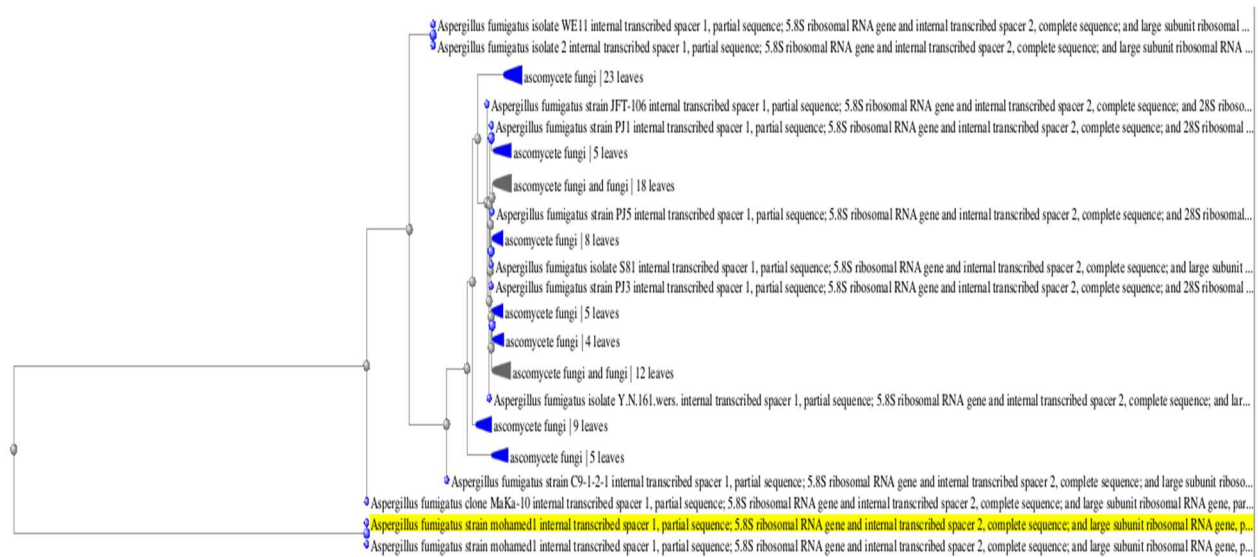 Aspergillus fumigatus isolate WE11 internal transcribed spacer 1, partial sequence; 5.8S ribosomal RNA gene and internal transcribed spacer 2, complete sequence; and large subunit ribosomal ...
Aspergillus fumigatus isolate 2 internal transcribed spacer 1, partial sequence; 5.8S ribosomal RNA gene and internal transcribed spacer 2, complete sequence; and large subunit ribosomal RNA ...
ascomycete fungi | 23 leaves
Aspergillus fumigatus strain JFT-106 internal transcribed spacer 1, partial sequence; 5.8S ribosomal RNA gene and internal transcribed spacer 2, complete sequence; and 28S riboso...
Aspergillus fumigatus strain PJ1 internal transcribed spacer 1, partial sequence; 5.8S ribosomal RNA gene and internal transcribed spacer 2, complete sequence; and 28S ribosomal ...
ascomycete fungi | 5 leaves
ascomycete fungi and fungi | 18 leaves
Aspergillus fumigatus strain PJ5 internal transcribed spacer 1, partial sequence; 5.8S ribosomal RNA gene and internal transcribed spacer 2, complete sequence; and 28S ribosomal...
ascomycete fungi | 8 leaves
Aspergillus fumigatus isolate S81 internal transcribed spacer 1, partial sequence; 5.8S ribosomal RNA gene and internal transcribed spacer 2, complete sequence; and large subunit ...
Aspergillus fumigatus strain PJ3 internal transcribed spacer 1, partial sequence; 5.8S ribosomal RNA gene and internal transcribed spacer 2, complete sequence; and 28S ribosomal ...
ascomycete fungi | 5 leaves
ascomycete fungi | 4 leaves
ascomycete fungi and fungi | 12 leaves
Aspergillus fumigatus isolate Y.N.161.wers. internal transcribed spacer 1, partial sequence; 5.8S ribosomal RNA gene and internal transcribed spacer 2, complete sequence; and lar...
ascomycete fungi | 9 leaves
ascomycete fungi | 5 leaves
Aspergillus fumigatus strain C9-1-2-1 internal transcribed spacer 1, partial sequence; 5.8S ribosomal RNA gene and internal transcribed spacer 2, complete sequence; and large subunit riboso...
Aspergillus fumigatus clone MaKa-10 internal transcribed spacer 1, partial sequence; 5.8S ribosomal RNA gene and internal transcribed spacer 2, complete sequence; and large subunit ribosomal RNA gene, par...
Aspergillus fumigatus strain mohamed1 internal transcribed spacer 1, partial sequence; 5.8S ribosomal RNA gene and internal transcribed spacer 2, complete sequence; and large subunit ribosomal RNA gene, p...
Aspergillus fumigatus strain mohamed1 internal transcribed spacer 1, partial sequence; 5.8S ribosomal RNA gene and internal transcribed spacer 2, complete sequence; and large subunit ribosomal RNA gene, p...